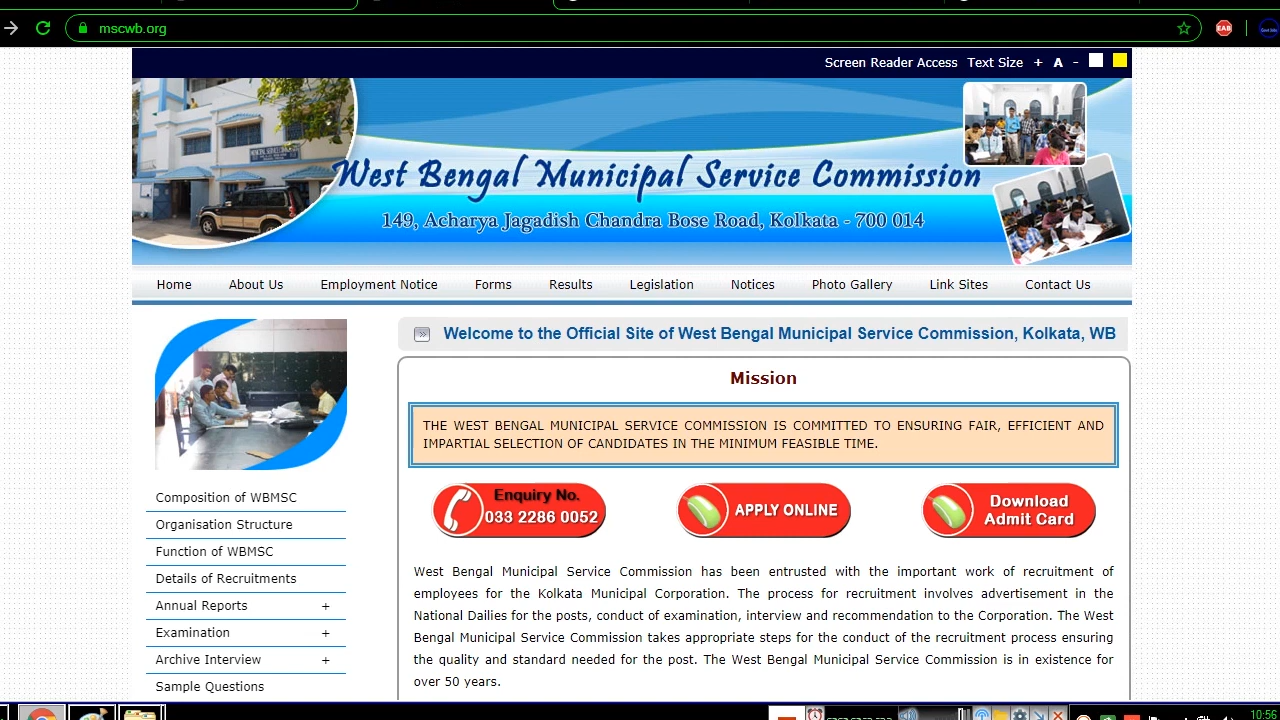 mscwb.org
EAB
Screen Reader Access Text Size + A -
West Bengal Municipal Service Commission
149, Acharya Jagadish Chandra Bose Road, Kolkata - 700 014
Home About Us Employment Notice Forms Results Legislation Notices Photo Gallery Link Sites Contact Us
Welcome to the Official Site of West Bengal Municipal Service Commission, Kolkata, WB
Mission
THE WEST BENGAL MUNICIPAL SERVICE COMMISSION IS COMMITTED TO ENSURING FAIR, EFFICIENT AND
IMPARTIAL SELECTION OF CANDIDATES IN THE MINIMUM FEASIBLE TIME.
Enquiry No.
033 2286 0052
APPLY ONLINE
Download
Admit Card
West Bengal Municipal Service Commission has been entrusted with the important work of recruitment of
employees for the Kolkata Municipal Corporation. The process for recruitment involves advertisement in the
National Dailies for the posts, conduct of examination, interview and recommendation to the Corporation. The West
Bengal Municipal Service Commission takes appropriate steps for the conduct of the recruitment process ensuring
the quality and standard needed for the post. The West Bengal Municipal Service Commission is in existence for
over 50 years.
Composition of WBMSC
Organisation Structure
Function of WBMSC
Details of Recruitments
Annual Reports +
Examination +
Archive Interview +
Sample Questions
10:56